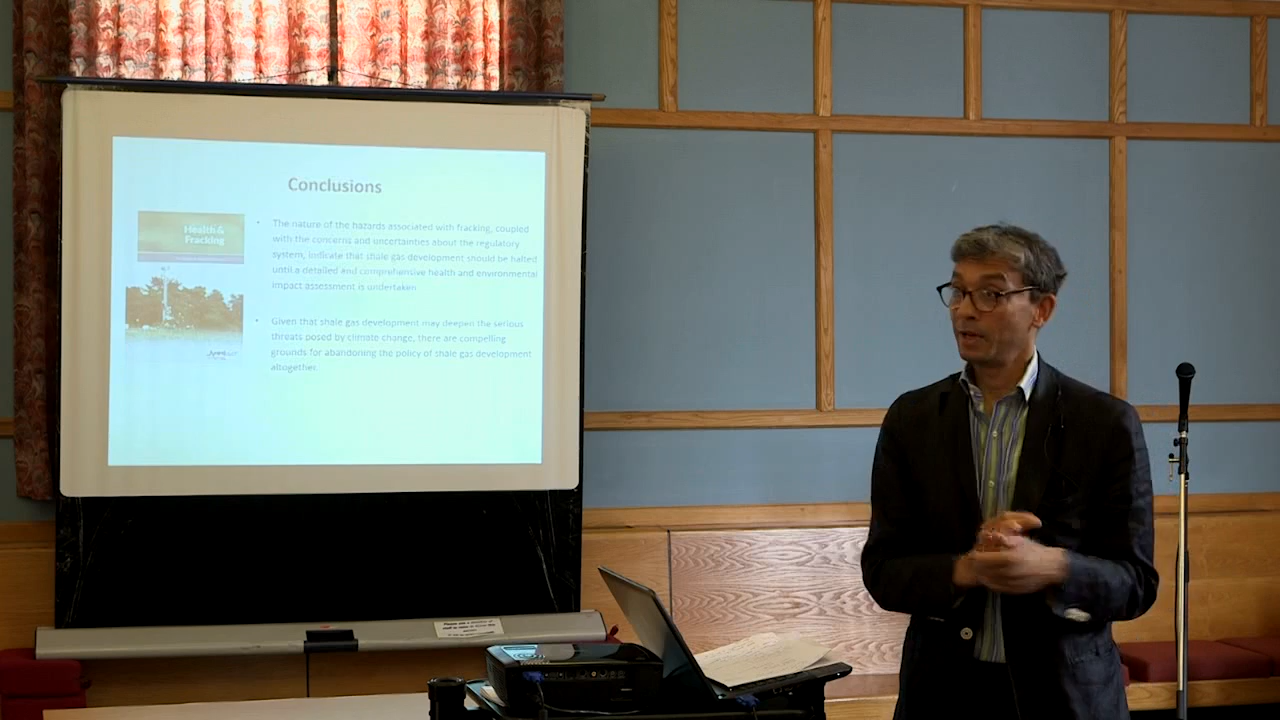 Conclusions
Health &
Fracking
• The nature of the hazards associated with fracking, coupled
with the concerns and uncertainties about the regulatory
system, indicate that shale gas development should be halted
until a detailed and comprehensive health and environmental
impact assessment is undertaken.
• Given that shale gas development may deepen the serious
threats posed by climate change, there are compelling
grounds for abandoning the policy of shale gas development
altogether.